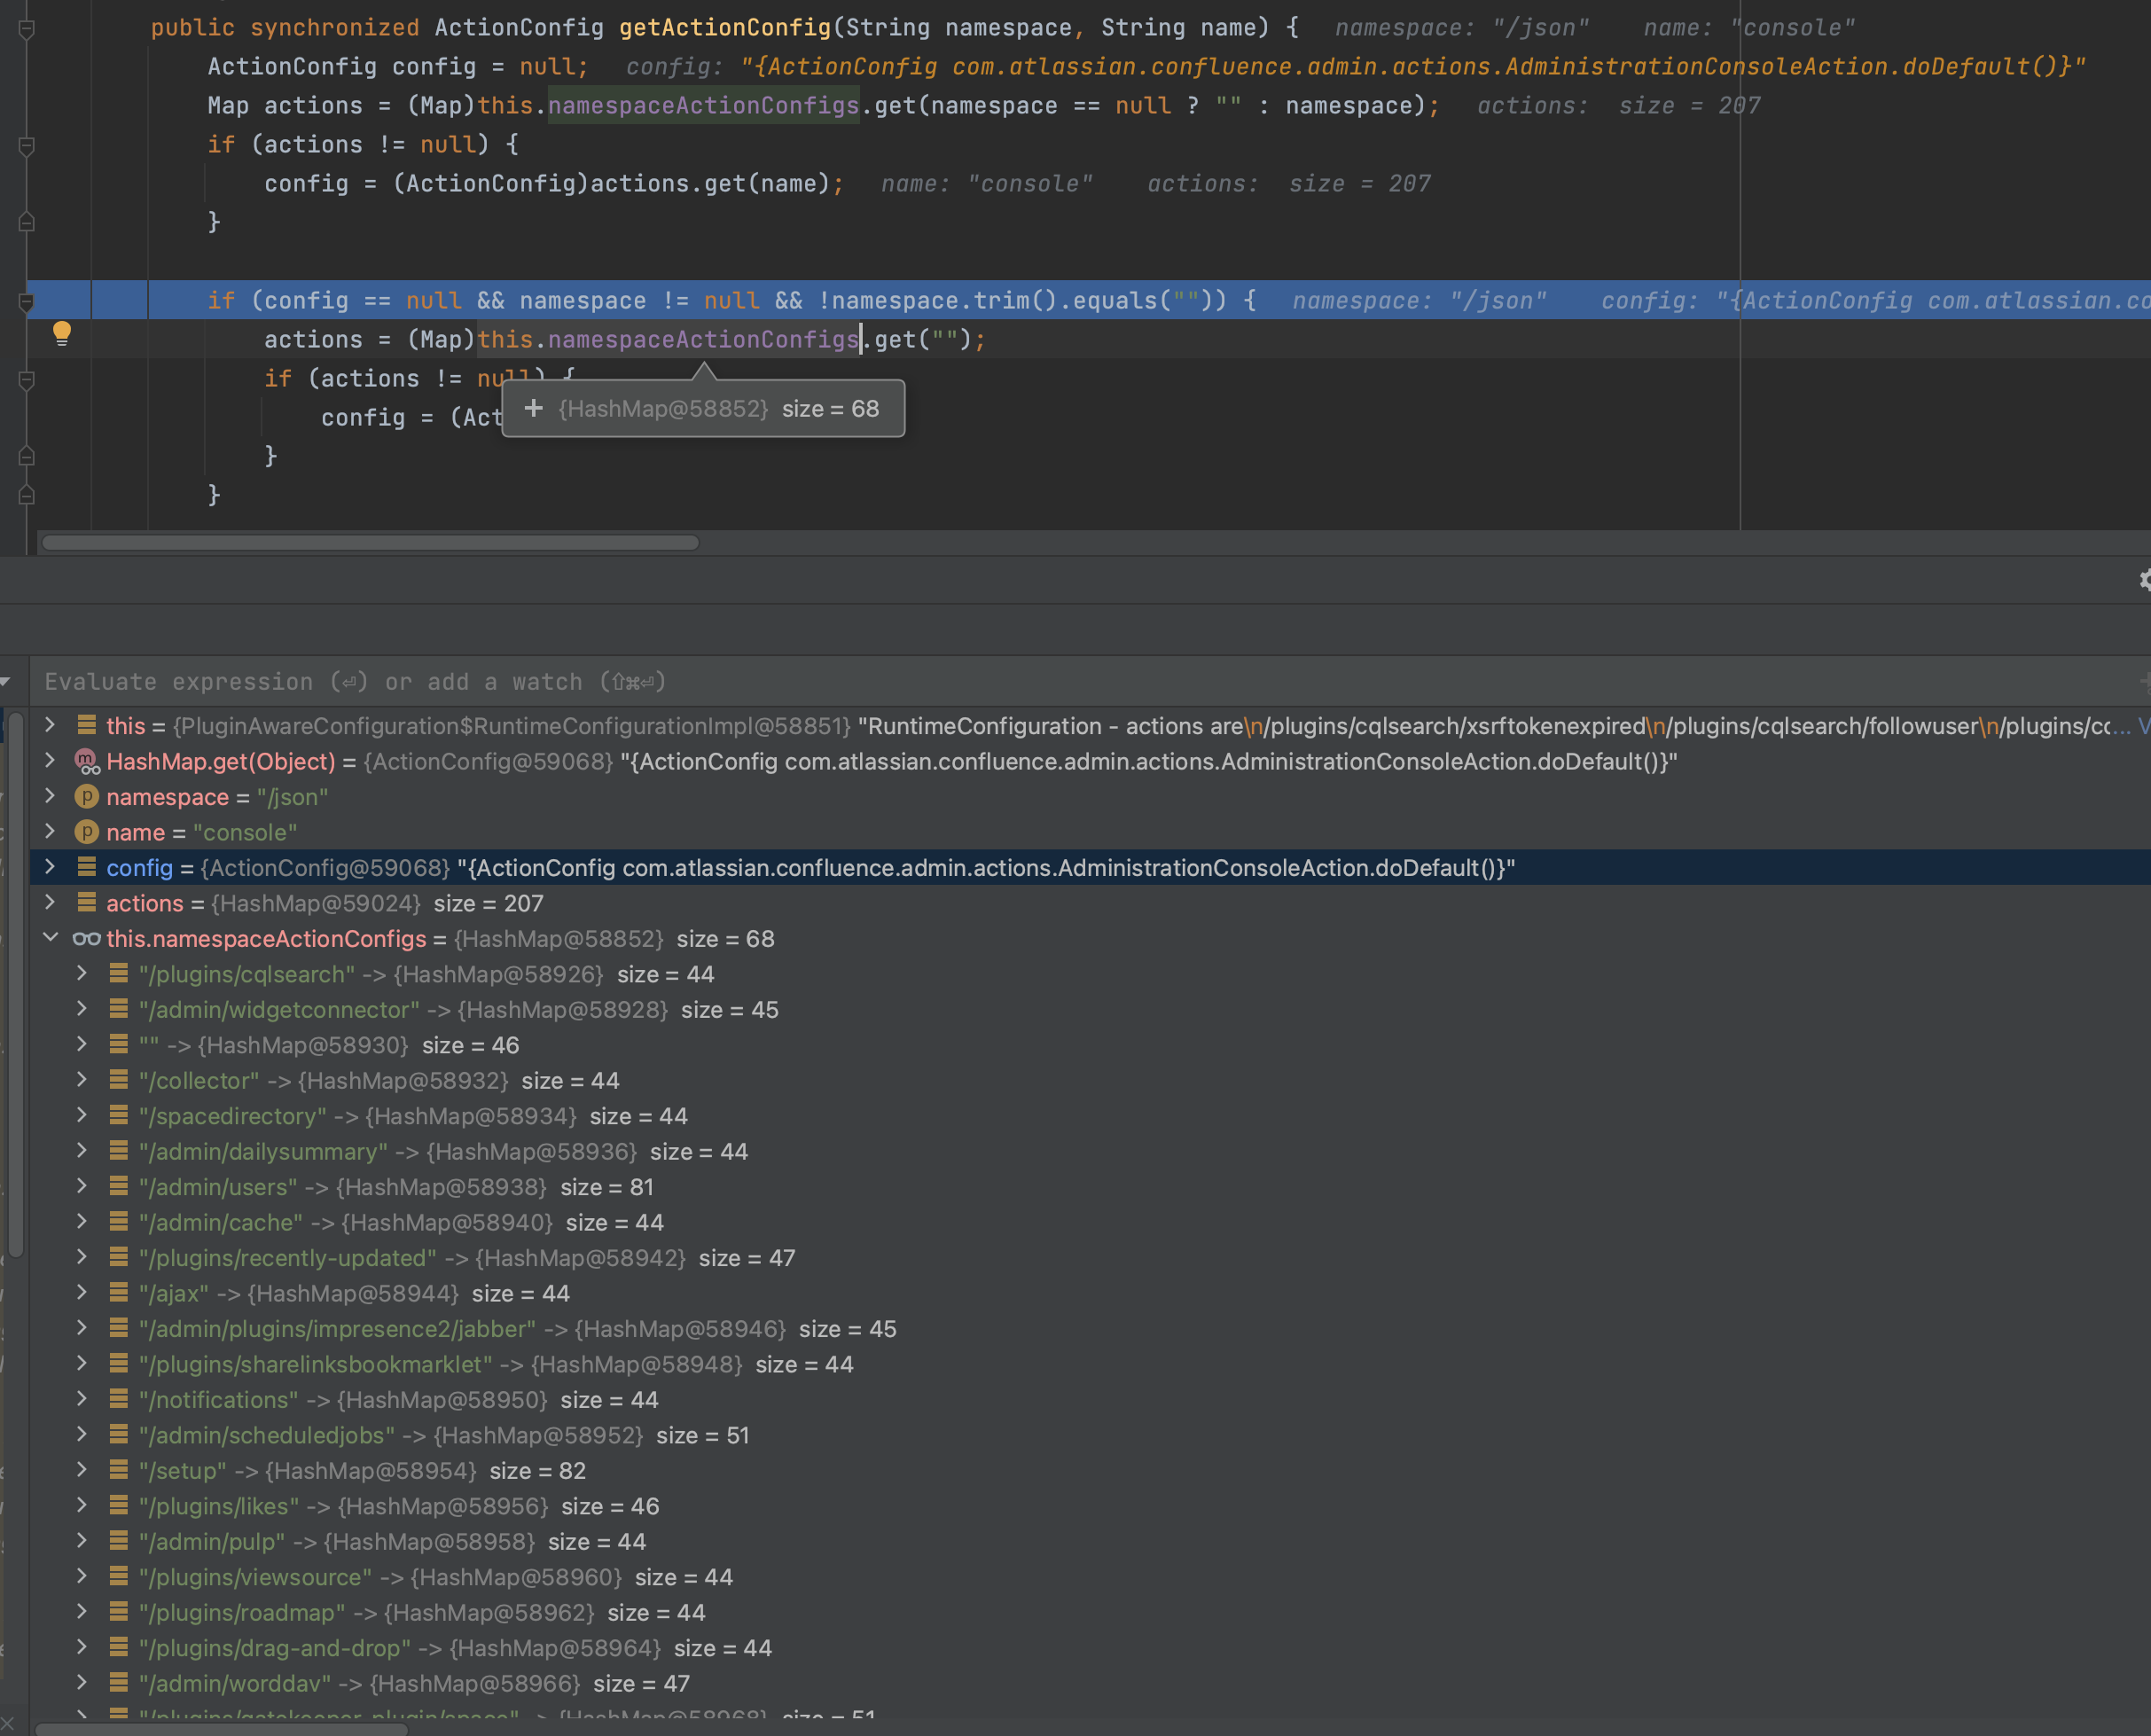 public synchronized ActionConfig getActionConfig(String namespace, String name) {  namespace: "/json"  name: "console"
ActionConfig config = null;  config: "{ActionConfig com.atlassian.confluence.admin.actions.AdministrationConsoleAction.doDefault()}"
Map actions = (Map)this.namespaceActionConfigs.get(namespace == null ? "" : namespace);  actions:  size = 207
if (actions != null) {
config = (ActionConfig)actions.get(name);  name: "console"  actions:  size = 207
}
if (config == null && namespace != null && !namespace.trim().equals("")) {  namespace: "/json"  config: "{ActionConfig com.atlassian.co
actions = (Map)this.namespaceActionConfigs.get("");
if (actions != null) {
config = (Act
+ {HashMap@58852} size = 68
}
}
Evaluate expression (⏎) or add a watch (⇧⌘⏎)
this = {PluginAwareConfiguration$RuntimeConfigurationImpl@58851} "RuntimeConfiguration - actions are\n/plugins/cqlsearch/xsrftokenexpired\n/plugins/cqlsearch/followuser\n/plugins/cc... V
HashMap.get(Object) = {ActionConfig@59068} "{ActionConfig com.atlassian.confluence.admin.actions.AdministrationConsoleAction.doDefault()}"
namespace = "/json"
name = "console"
config = {ActionConfig@59068} "{ActionConfig com.atlassian.confluence.admin.actions.AdministrationConsoleAction.doDefault()}"
actions = {HashMap@59024} size = 207
this.namespaceActionConfigs = {HashMap@58852} size = 68
"/plugins/cqlsearch" -> {HashMap@58926} size = 44
"/admin/widgetconnector" -> {HashMap@58928} size = 45
"" -> {HashMap@58930} size = 46
"/collector" -> {HashMap@58932} size = 44
"/spacedirectory" -> {HashMap@58934} size = 44
"/admin/dailysummary" -> {HashMap@58936} size = 44
"/admin/users" -> {HashMap@58938} size = 81
"/admin/cache" -> {HashMap@58940} size = 44
"/plugins/recently-updated" -> {HashMap@58942} size = 47
"/ajax" -> {HashMap@58944} size = 44
"/admin/plugins/impresence2/jabber" -> {HashMap@58946} size = 45
"/plugins/sharelinksbookmarklet" -> {HashMap@58948} size = 44
"/notifications" -> {HashMap@58950} size = 44
"/admin/scheduledjobs" -> {HashMap@58952} size = 51
"/setup" -> {HashMap@58954} size = 82
"/plugins/likes" -> {HashMap@58956} size = 46
"/admin/pulp" -> {HashMap@58958} size = 44
"/plugins/viewsource" -> {HashMap@58960} size = 44
"/plugins/roadmap" -> {HashMap@58962} size = 44
"/plugins/drag-and-drop" -> {HashMap@58964} size = 44
"/admin/worddav" -> {HashMap@58966} size = 47
"/plugins/gatekeeper-plugin/space" -> {HashMap@58968} size = 51